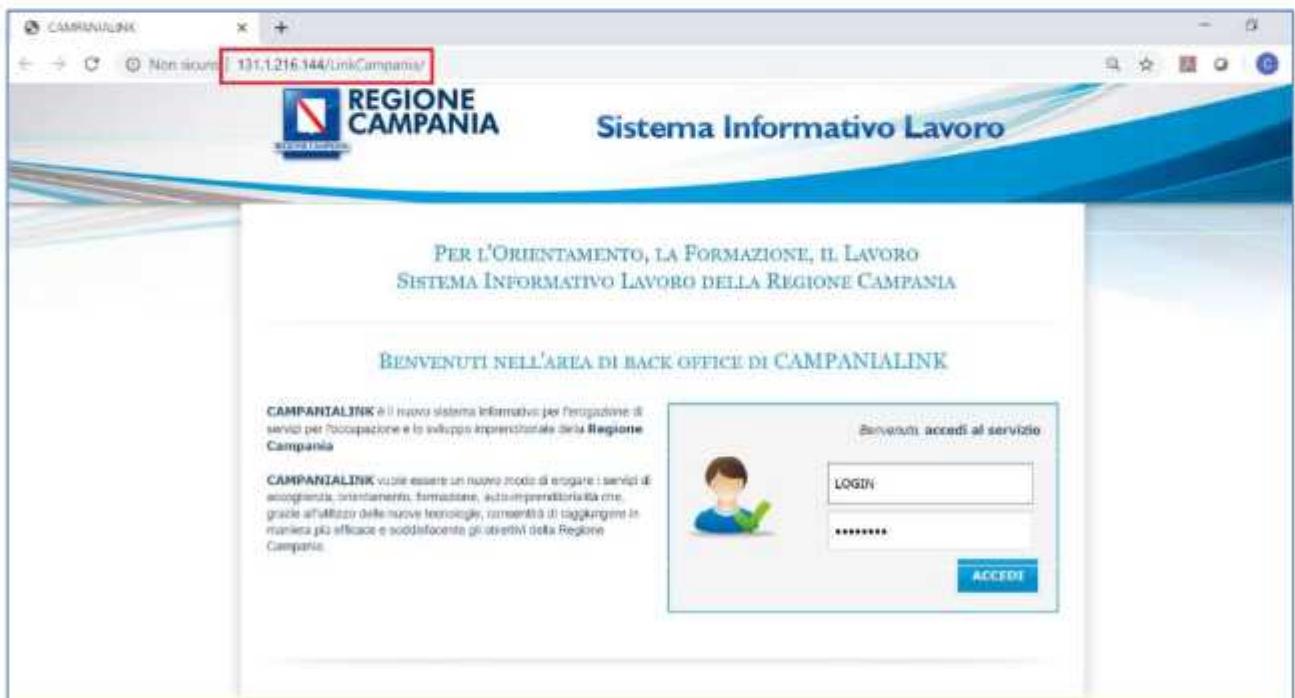 CAMPANIALINK
Non sicuro 131.1.216.144/LinkCampania/
REGIONE
CAMPANIA
REGIONE CAMPANIA
Sistema Informativo Lavoro
PER L'ORIENTAMENTO, LA FORMAZIONE, IL LAVORO
SISTEMA INFORMATIVO LAVORO DELLA REGIONE CAMPANIA
BENVENUTI NELL'AREA DI BACK OFFICE DI CAMPANIALINK
CAMPANIALINK è il nuovo sistema informativo per l'erogazione di
servizi per l'occupazione e lo sviluppo imprenditoriale della Regione
Campania
CAMPANIALINK vuole essere un nuovo modo di erogare i servizi di
accoglienza, orientamento, formazione, auto-imprenditorialità che,
grazie all'utilizzo delle nuove tecnologie, consentirà di raggiungere in
maniera più efficace e soddisfacente gli obiettivi della Regione
Campania.
Benvenuto, accedi al servizio
LOGIN
••••••••
ACCEDI